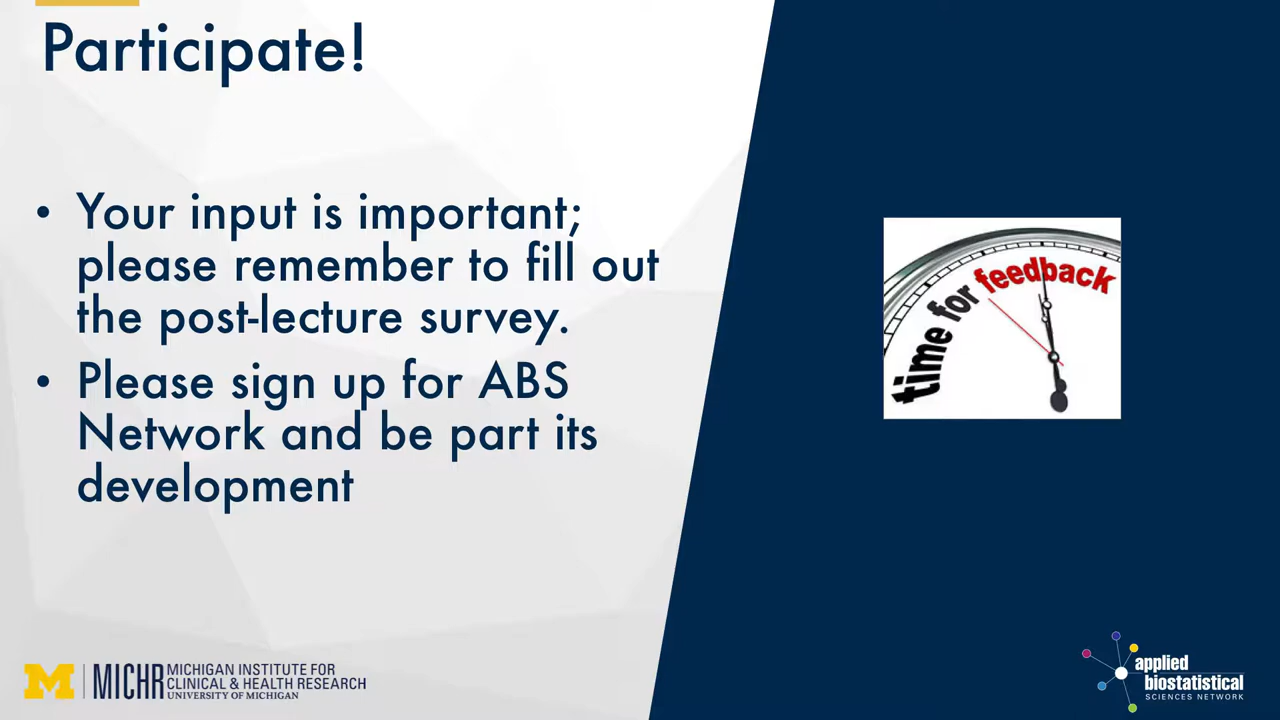 Participate!
• Your input is important;
please remember to fill out
the post-lecture survey.
• Please sign up for ABS
Network and be part its
development
time for feedback
M | MICHR MICHIGAN INSTITUTE FOR
CLINICAL & HEALTH RESEARCH
UNIVERSITY OF MICHIGAN
applied
biostatistical
SCIENCES NETWORK